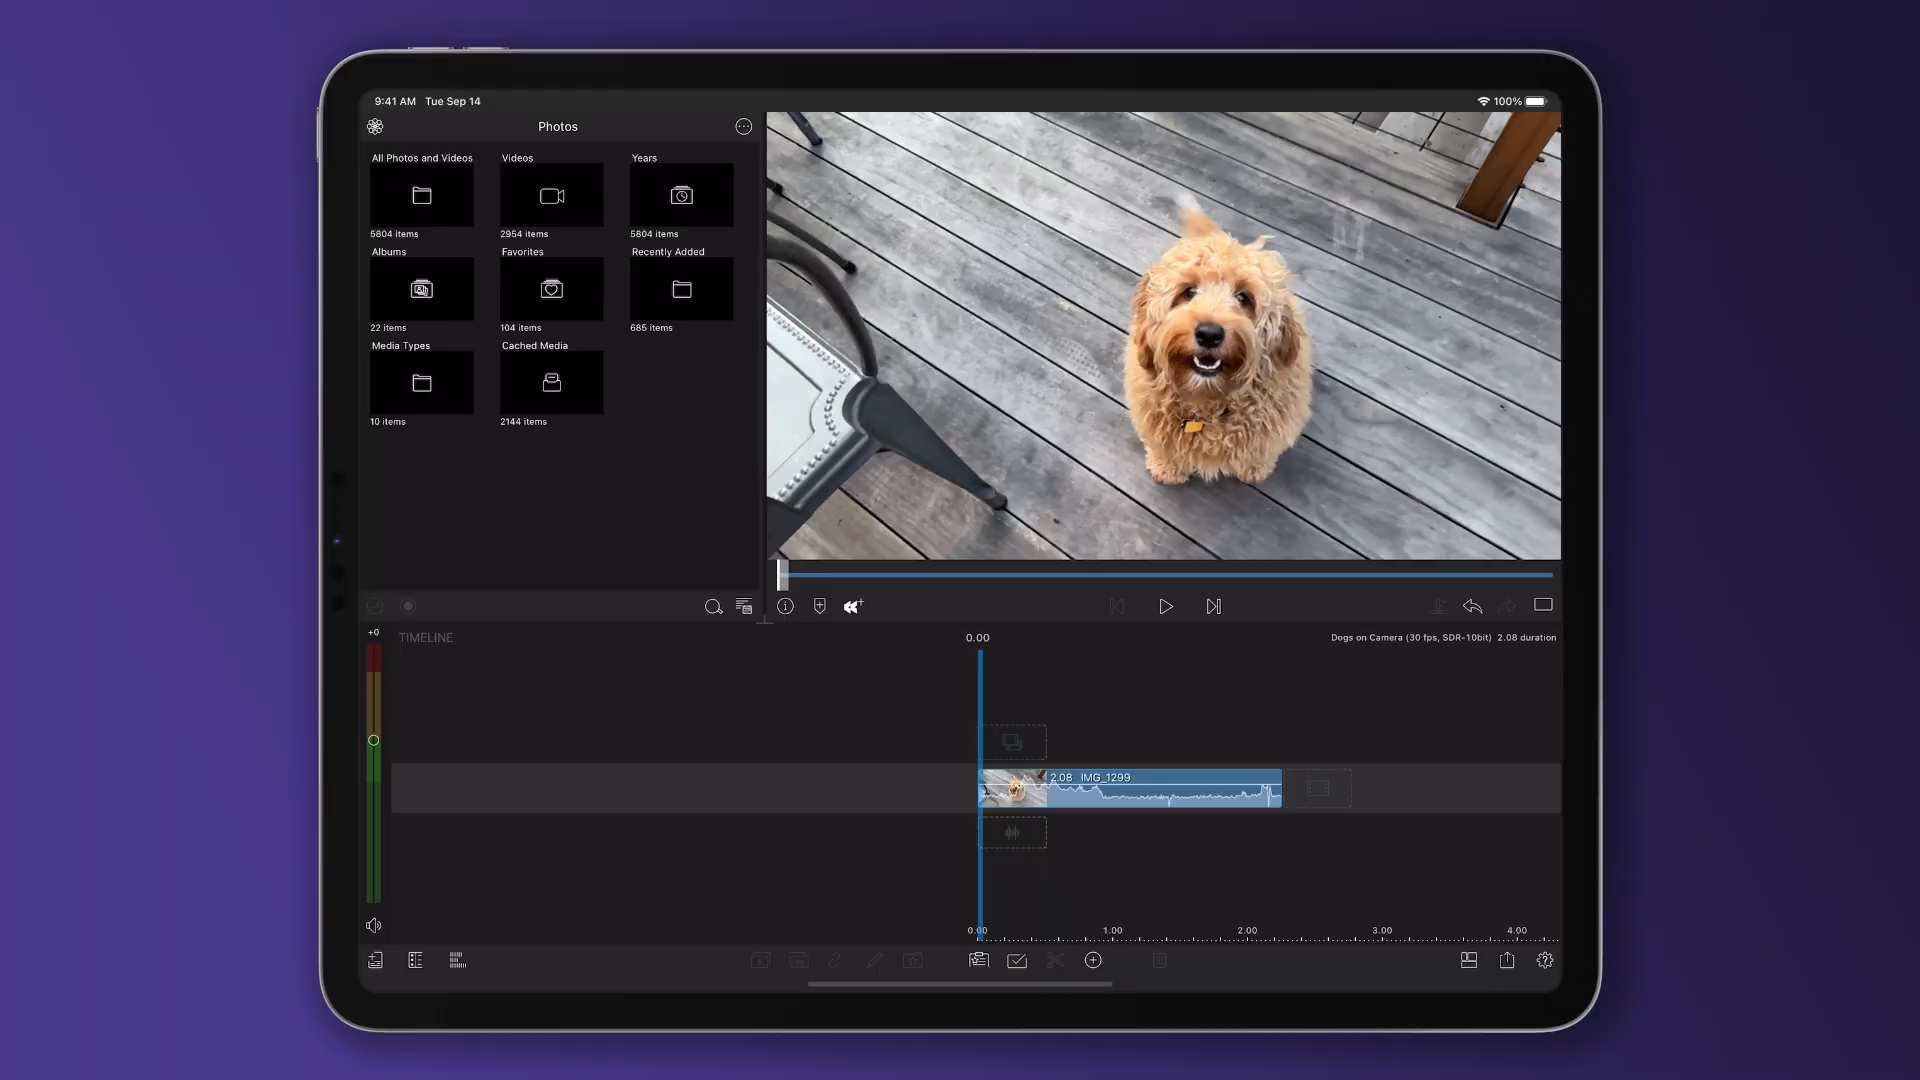 9:41 AM Tue Sep 14
100%
Photos
All Photos and Videos
Videos
Years
5804 items
2954 items
5804 items
Albums
Favorites
Recently Added
22 items
104 items
685 items
Media Types
Cached Media
10 items
2144 items
+0
TIMELINE
0.00
Dogs on Camera (30 fps, SDR-10bit) 2.08 duration
2.08 IMG_1299
0.00
1.00
2.00
3.00
4.00